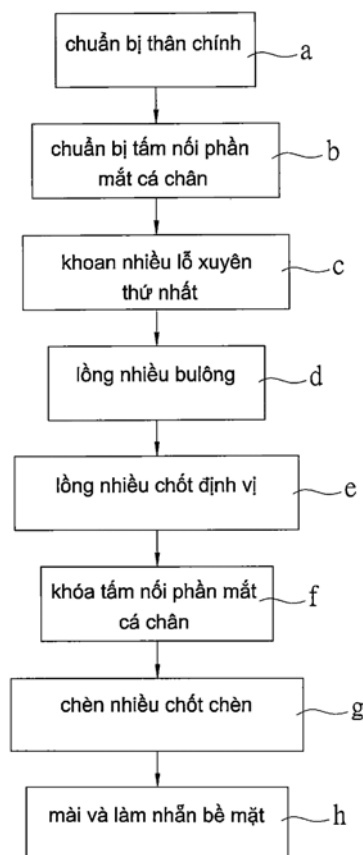 chuẩn bị thân chính
a
chuẩn bị tấm nối phần
mắt cá chân
b
khoan nhiều lỗ xuyên
thứ nhất
c
lồng nhiều bulông
d
lồng nhiều chốt định vị
e
khóa tấm nối phần mắt
cá chân
f
chèn nhiều chốt chèn
g
mài và làm nhẵn bề mặt
h